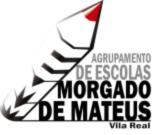 AGRUPAMENTO
DE ESCOLAS
MORGADO
DE MATEUS
Vila Real